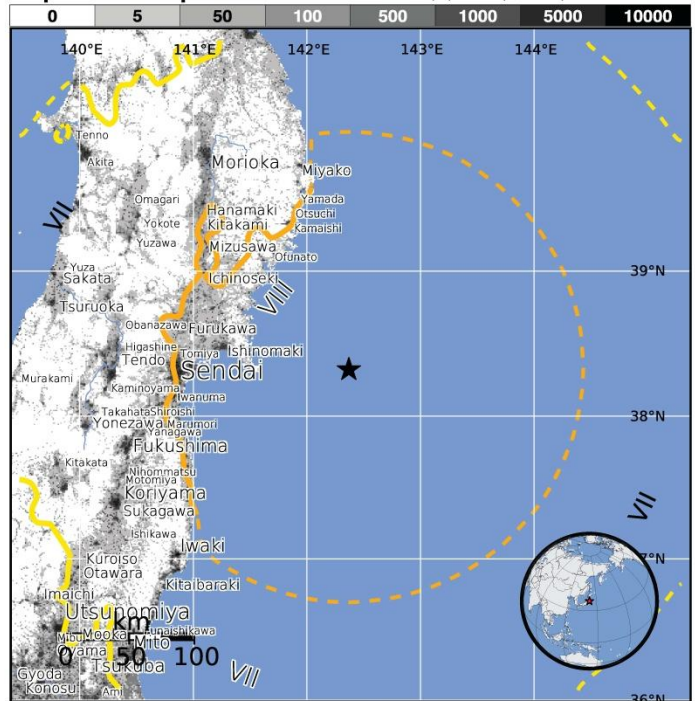 0 5 50 100 500 1000 5000 10000
140°E 141°E 142°E 143°E 144°E
Tenno
Akita
Morioka
Miyako
Omagari
Yamada
VII
Hanamaki
Otsuchi
Yokote
Kitakami
Kamaishi
Yuzawa
Mizusawa
Ofunato
Yuza
39°N
Sakata
Ichinoseki
VIII
Tsuruoka
Obanazawa
Furukawa
Higashine
Tomiya
Ishinomaki
Tendo
Sendai
Murakami
Kaminoyama
Iwanuma
Takahata
Shiroishi
38°N
Yonezawa
Marumori
Yanagawa
Fukushima
Kitakata
Nihommatsu
Motomiya
Koriyama
VII
Sukagawa
Ishikawa
Iwaki
Kuroiso
37°N
Otawara
Kitaibaraki
Imaichi
Utsunomiya
km
Mibu
Mooka
Funaishikawa
Oyama
Mito
0 50 100
Tsukuba
Gyoda
VII
Konosu
Ami
36°N